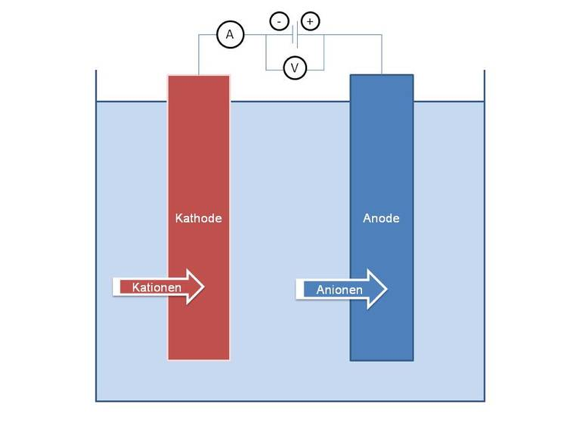 - +
A
V
Kathode Anode
Kationen Anionen